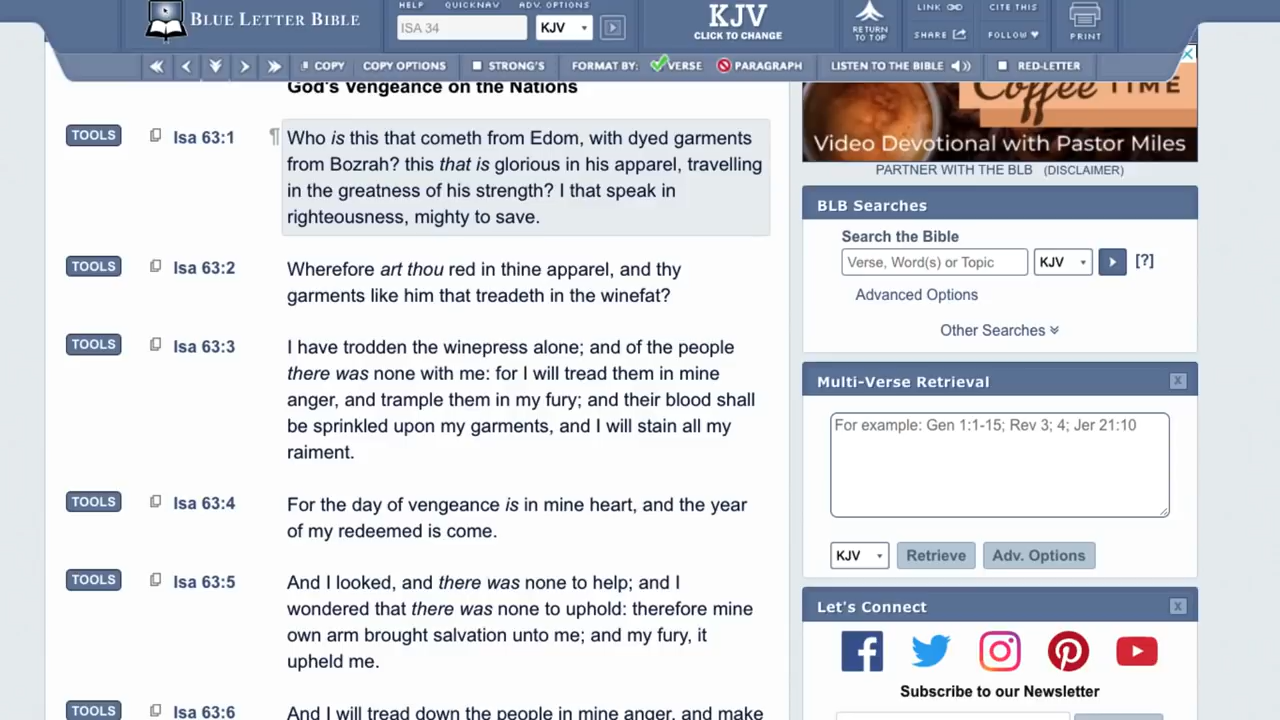 BLUE LETTER BIBLE
HELP QUICKNAV ADV. OPTIONS
ISA 34
KJV
KJV
CLICK TO CHANGE
RETURN
TO TOP
LINK
CITE THIS
SHARE
FOLLOW
PRINT
COPY
COPY OPTIONS
STRONG'S
FORMAT BY:
VERSE
PARAGRAPH
LISTEN TO THE BIBLE
RED-LETTER
God's Vengeance on the Nations
TOOLS Isa 63:1 ¶ Who is this that cometh from Edom, with dyed garments
from Bozrah? this that is glorious in his apparel, travelling
in the greatness of his strength? I that speak in
righteousness, mighty to save.
TOOLS Isa 63:2 Wherefore art thou red in thine apparel, and thy
garments like him that treadeth in the winefat?
TOOLS Isa 63:3 I have trodden the winepress alone; and of the people
there was none with me: for I will tread them in mine
anger, and trample them in my fury; and their blood shall
be sprinkled upon my garments, and I will stain all my
raiment.
TOOLS Isa 63:4 For the day of vengeance is in mine heart, and the year
of my redeemed is come.
TOOLS Isa 63:5 And I looked, and there was none to help; and I
wondered that there was none to uphold: therefore mine
own arm brought salvation unto me; and my fury, it
upheld me.
TOOLS Isa 63:6 And I will tread down the people in mine anger, and make
Coffee TIME
Video Devotional with Pastor Miles
PARTNER WITH THE BLB (DISCLAIMER)
BLB Searches
Search the Bible
Verse, Word(s) or Topic KJV [?]
Advanced Options
Other Searches
Multi-Verse Retrieval X
For example: Gen 1:1-15; Rev 3; 4; Jer 21:10
KJV Retrieve Adv. Options
Let's Connect X
Subscribe to our Newsletter